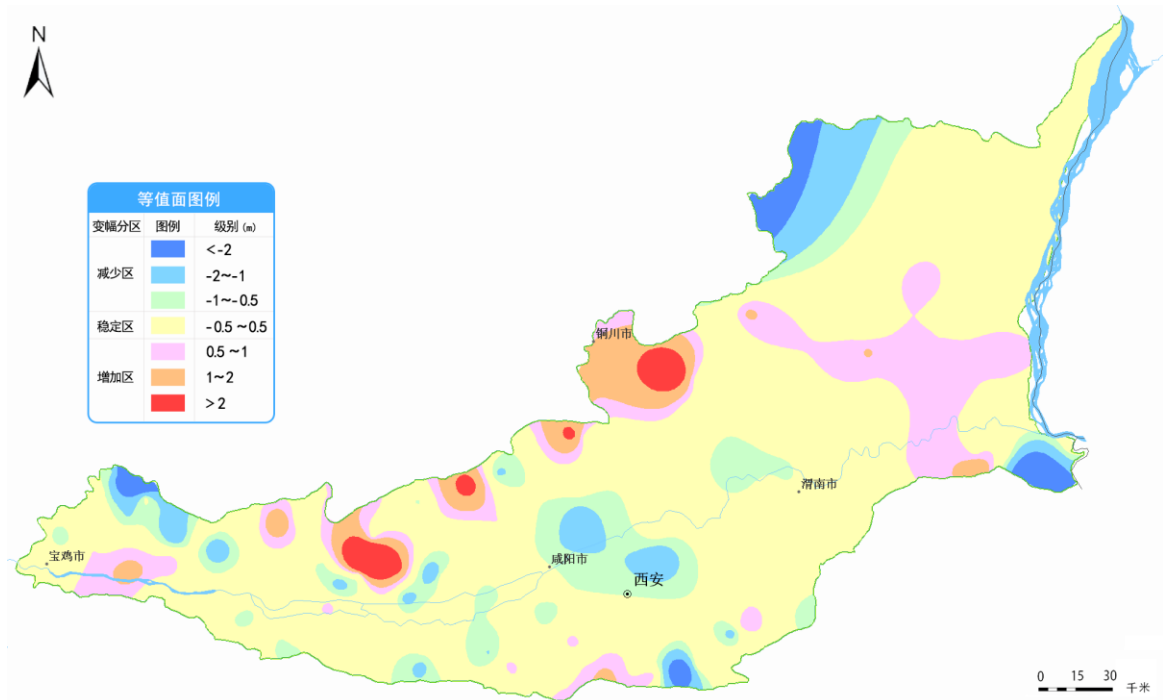 N
等值面图例
变幅分区 图例 级别(m)
减少区
<-2
-2~-1
-1~-0.5
稳定区
-0.5~0.5
增加区
0.5~1
1~2
>2
铜川市
渭南市
宝鸡市
咸阳市
西安
0 15 30
千米